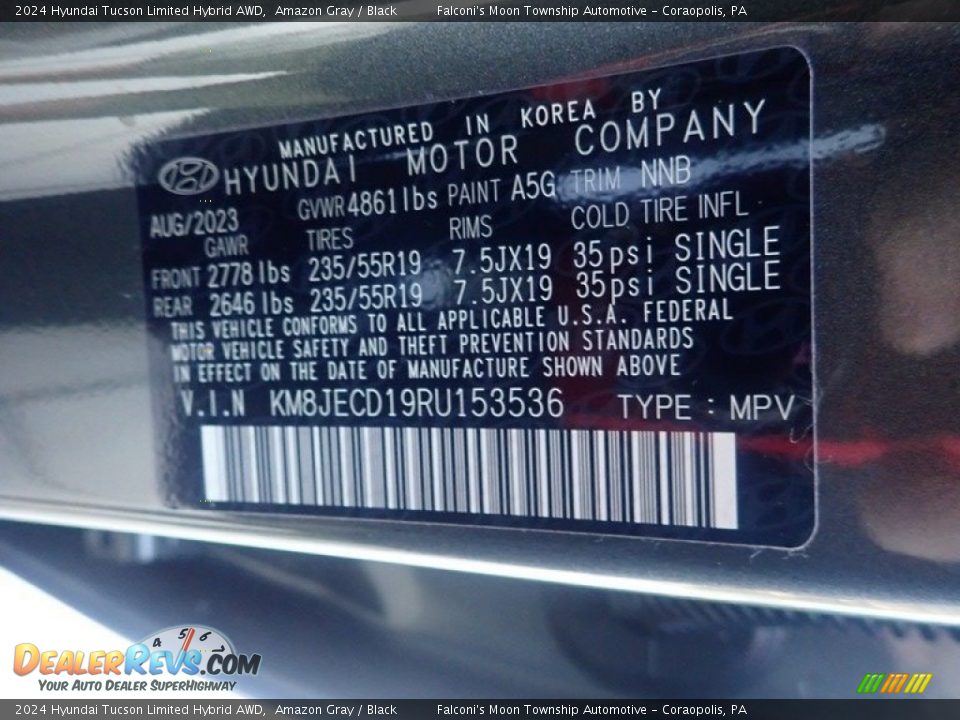 2024 Hyundai Tucson Limited Hybrid AWD, Amazon Gray / Black Falconi's Moon Township Automotive - Coraopolis, PA
MANUFACTURED IN KOREA BY
HYUNDAI MOTOR COMPANY
AUG/2023 GVWR 4861 lbs PAINT A5G TRIM NNB
GAWR TIRES RIMS COLD TIRE INFL
FRONT 2778 lbs 235/55R19 7.5JX19 35psi SINGLE
REAR 2646 lbs 235/55R19 7.5JX19 35psi SINGLE
THIS VEHICLE CONFORMS TO ALL APPLICABLE U.S.A. FEDERAL
MOTOR VEHICLE SAFETY AND THEFT PREVENTION STANDARDS
IN EFFECT ON THE DATE OF MANUFACTURE SHOWN ABOVE
V.I.N KM8JECD19RU153536 TYPE : MPV
4 5 6
DEALERREVS.COM
YOUR AUTO DEALER SUPERHIGHWAY
2024 Hyundai Tucson Limited Hybrid AWD, Amazon Gray / Black Falconi's Moon Township Automotive - Coraopolis, PA